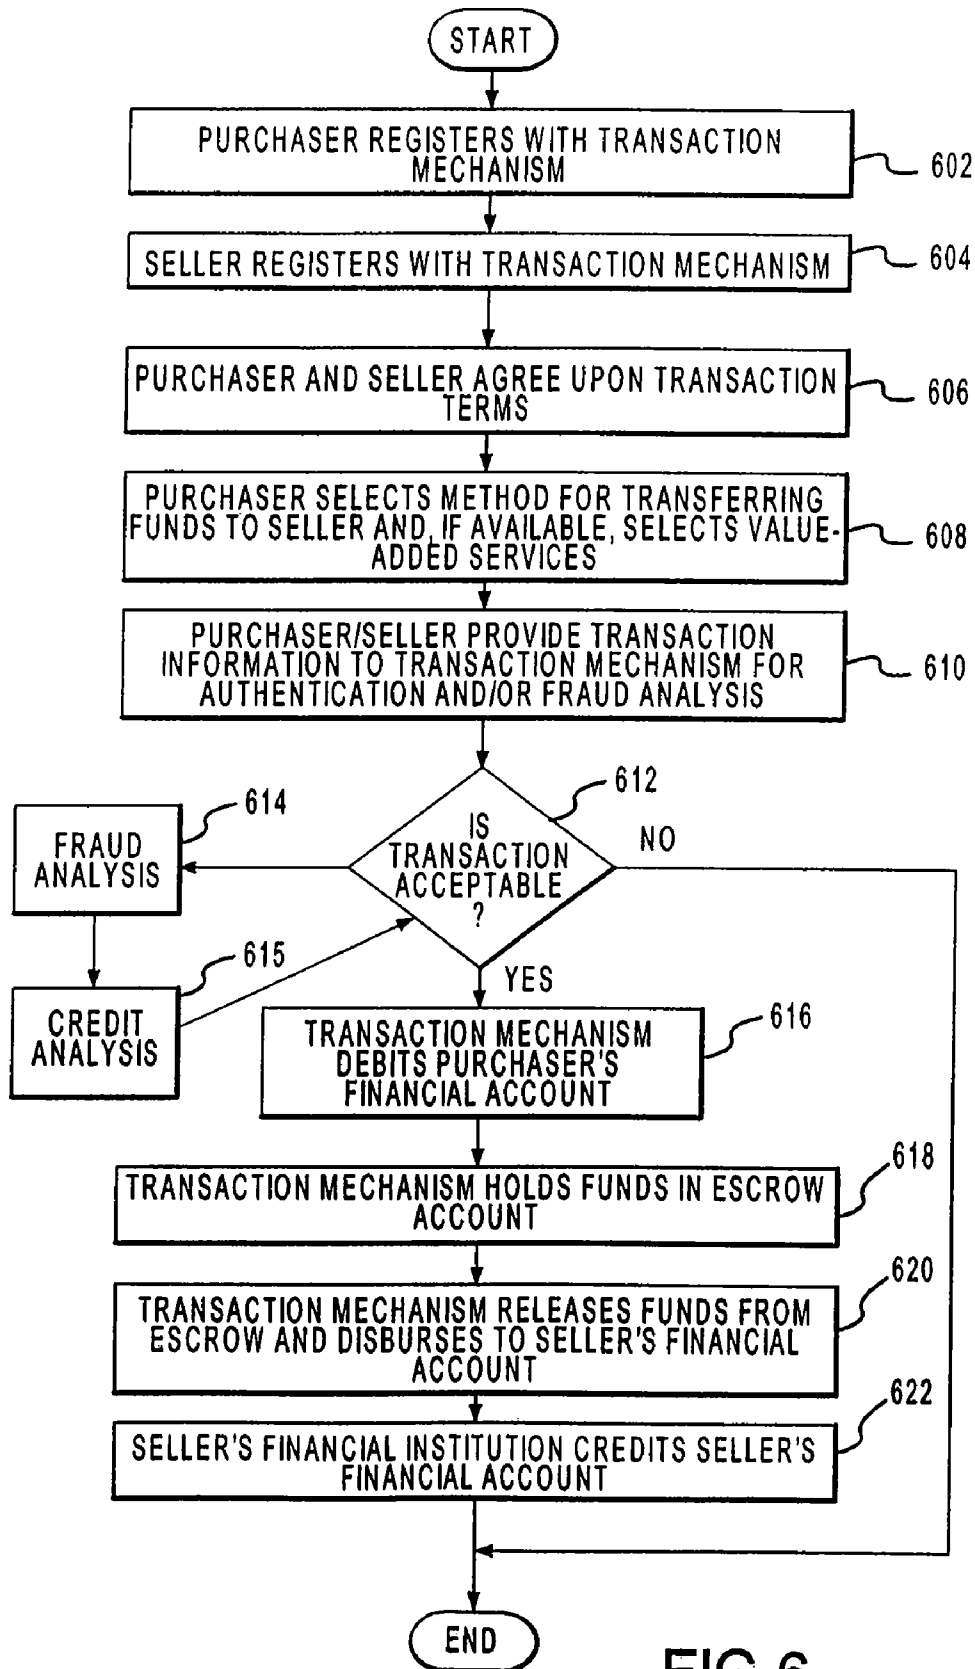 START
PURCHASER REGISTERS WITH TRANSACTION
MECHANISM
602
SELLER REGISTERS WITH TRANSACTION MECHANISM
604
PURCHASER AND SELLER AGREE UPON TRANSACTION
TERMS
606
PURCHASER SELECTS METHOD FOR TRANSFERRING
FUNDS TO SELLER AND, IF AVAILABLE, SELECTS VALUE-
ADDED SERVICES
608
PURCHASER/SELLER PROVIDE TRANSACTION
INFORMATION TO TRANSACTION MECHANISM FOR
AUTHENTICATION AND/OR FRAUD ANALYSIS
610
612
IS
TRANSACTION
ACCEPTABLE
?
NO
YES
614
FRAUD
ANALYSIS
615
CREDIT
ANALYSIS
TRANSACTION MECHANISM
DEBITS PURCHASER'S
FINANCIAL ACCOUNT
616
TRANSACTION MECHANISM HOLDS FUNDS IN ESCROW
ACCOUNT
618
TRANSACTION MECHANISM RELEASES FUNDS FROM
ESCROW AND DISBURSES TO SELLER'S FINANCIAL
ACCOUNT
620
SELLER'S FINANCIAL INSTITUTION CREDITS SELLER'S
FINANCIAL ACCOUNT
622
END
FIG 6